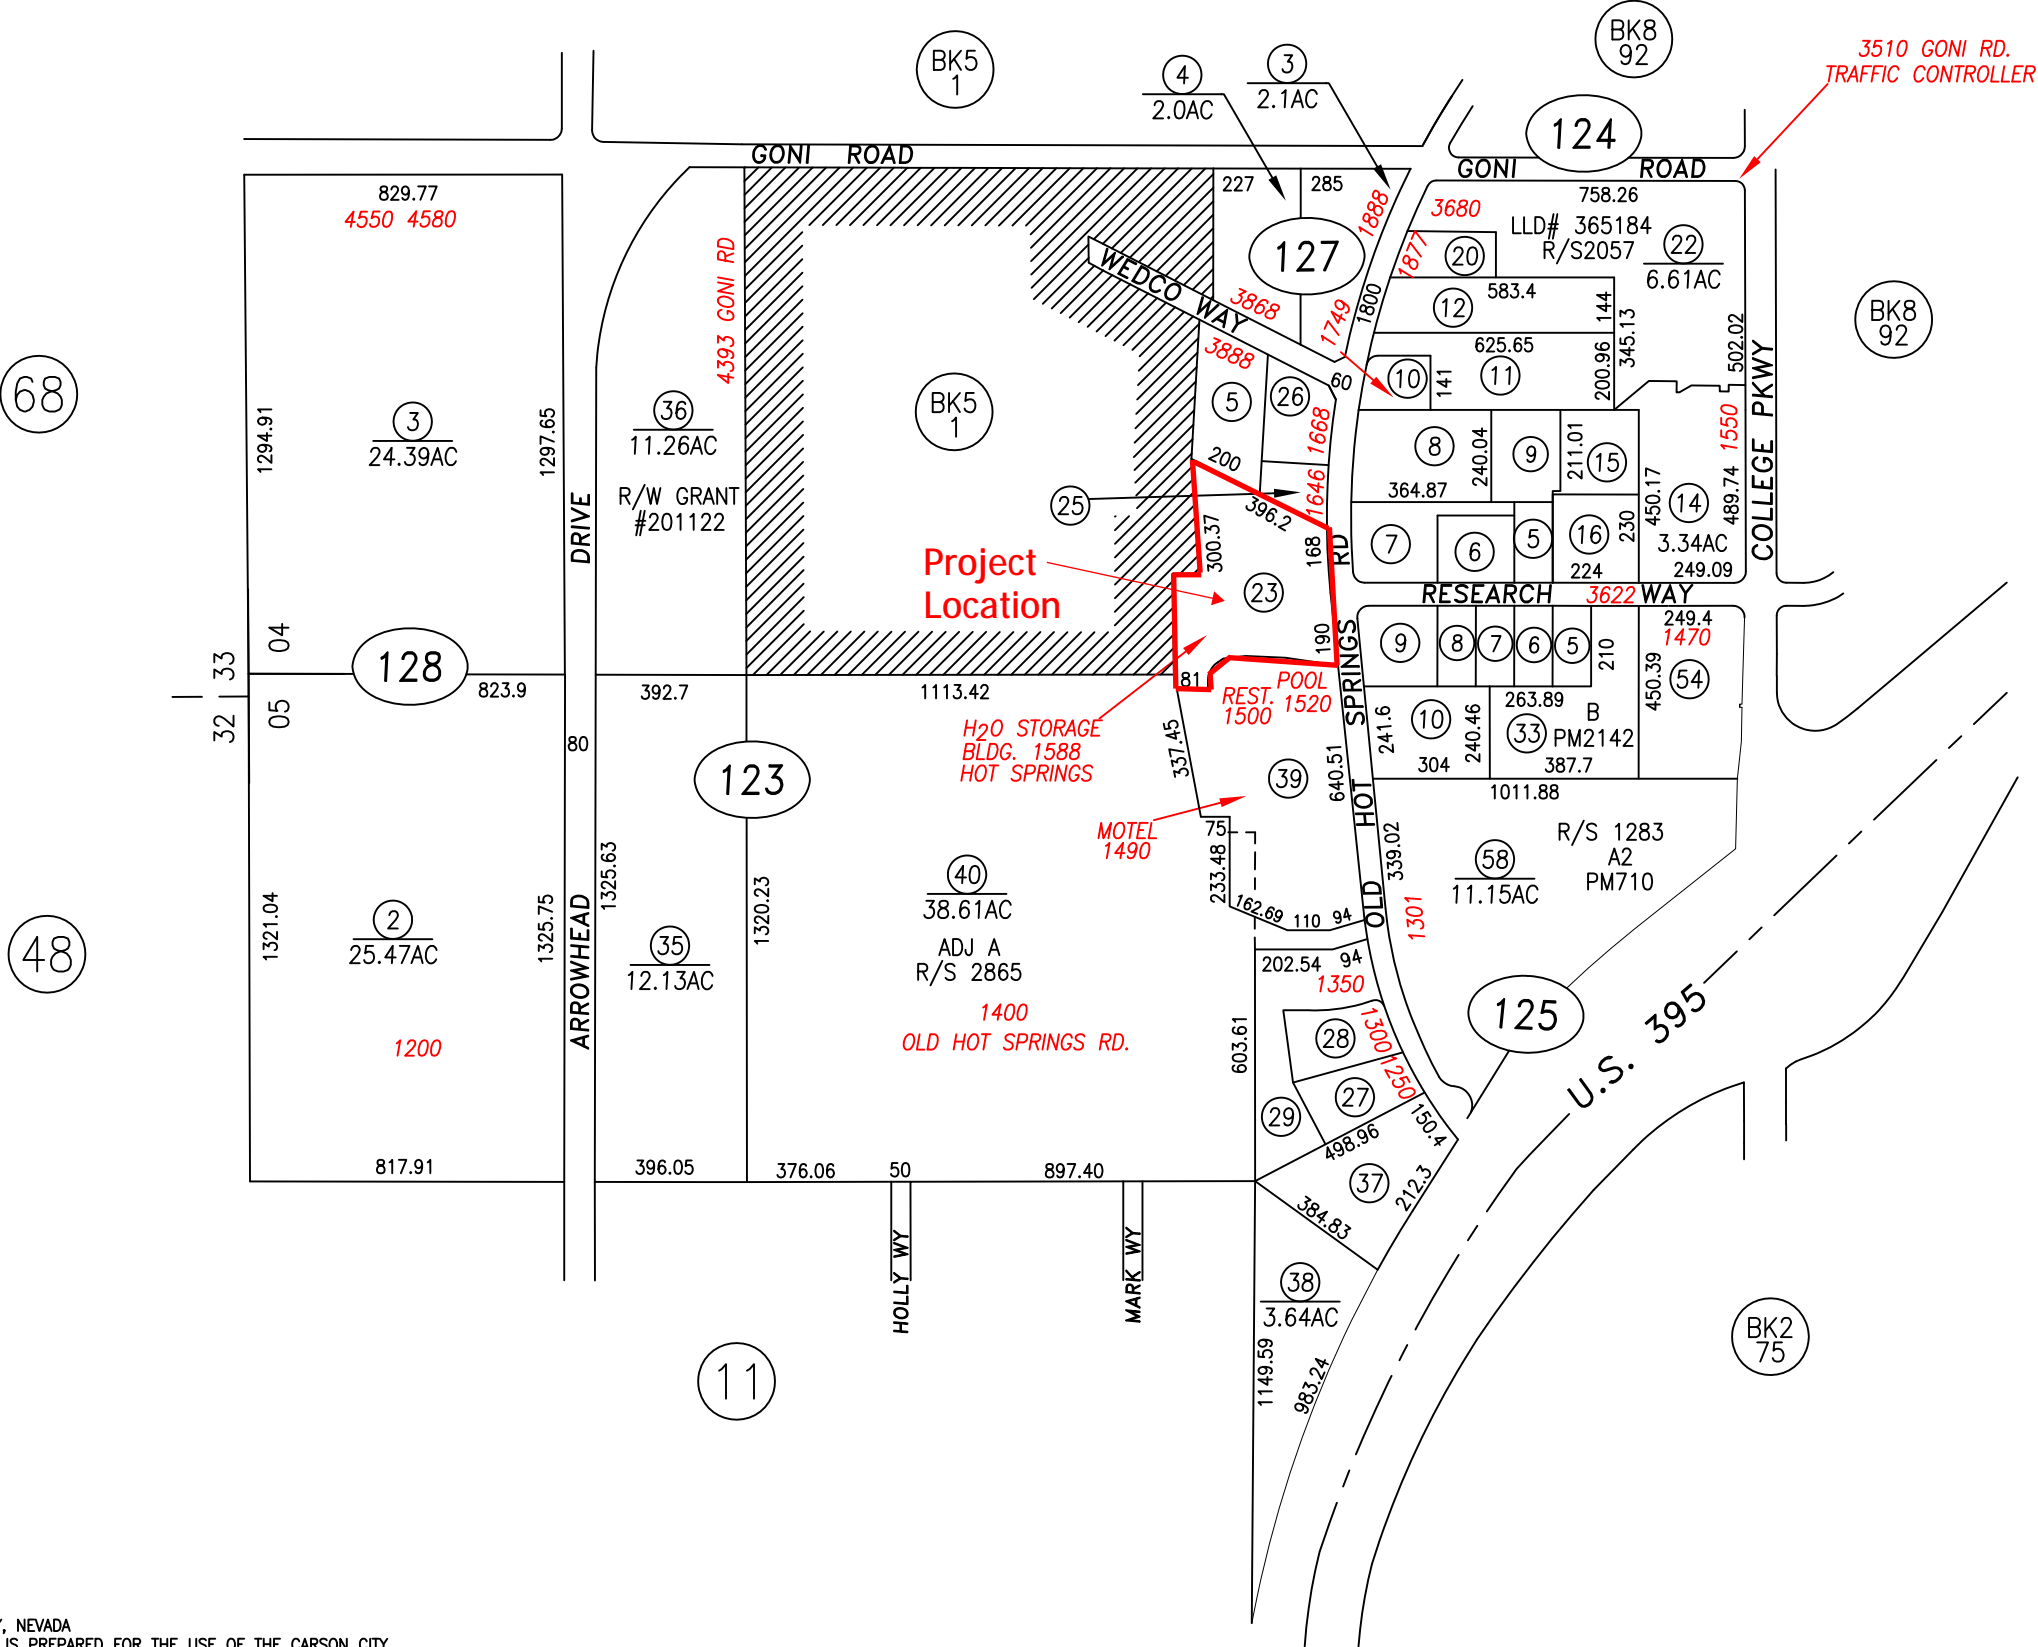 BK8
92
3510 GONI RD.
TRAFFIC CONTROLLER
BK5
1
4
2.0AC
3
2.1AC
124
GONI ROAD
GONI ROAD
829.77
4550 4580
227
285
1888
3680
758.26
LLD# 365184
R/S2057
22
6.61AC
4393 GONI RD
127
1877
20
WEDCO WAY
3868
1749
1800
583.4
12
144
345.13
502.02
BK8
92
625.65
200.96
3888
60
10
141
11
68
3
24.39AC
1294.91
1297.65
36
11.26AC
BK5
1
5
26
1668
COLLEGE PKWY
1550
8
240.04
9
211.01
15
R/W GRANT
#201122
200
364.87
450.17
489.74
14
3.34AC
249.09
25
1646
396.2
DRIVE
300.37
168
RD
7
6
5
16
230
224
Project
Location
23
RESEARCH 3622 WAY
190
33 04
32 05
128
9
8
7
6
5
210
249.4
1470
54
450.39
823.9
392.7
1113.42
81
POOL
REST. 1520
1500
SPRINGS
263.89
B
PM2142
33
387.7
10
241.6
240.46
304
80
H2O STORAGE
BLDG. 1588
HOT SPRINGS
337.45
640.51
39
123
1011.88
HOT
MOTEL
1490
75
R/S 1283
A2
PM710
339.02
58
11.15AC
1325.63
1320.23
40
38.61AC
233.48
162.69
110
94
OLD
1301
48
1321.04
2
25.47AC
1325.75
ARROWHEAD
35
12.13AC
ADJ A
R/S 2865
202.54
94
1350
1400
OLD HOT SPRINGS RD.
1200
603.61
28
1300
1250
125
U.S. 395
27
29
150.4
498.96
817.91
396.05
376.06
50
897.40
37
212.3
384.83
HOLLY WY
MARK WY
38
3.64AC
BK2
75
11
1149.59
983.24
, NEVADA
IS PREPARED FOR THE USE OF THE CARSON CITY